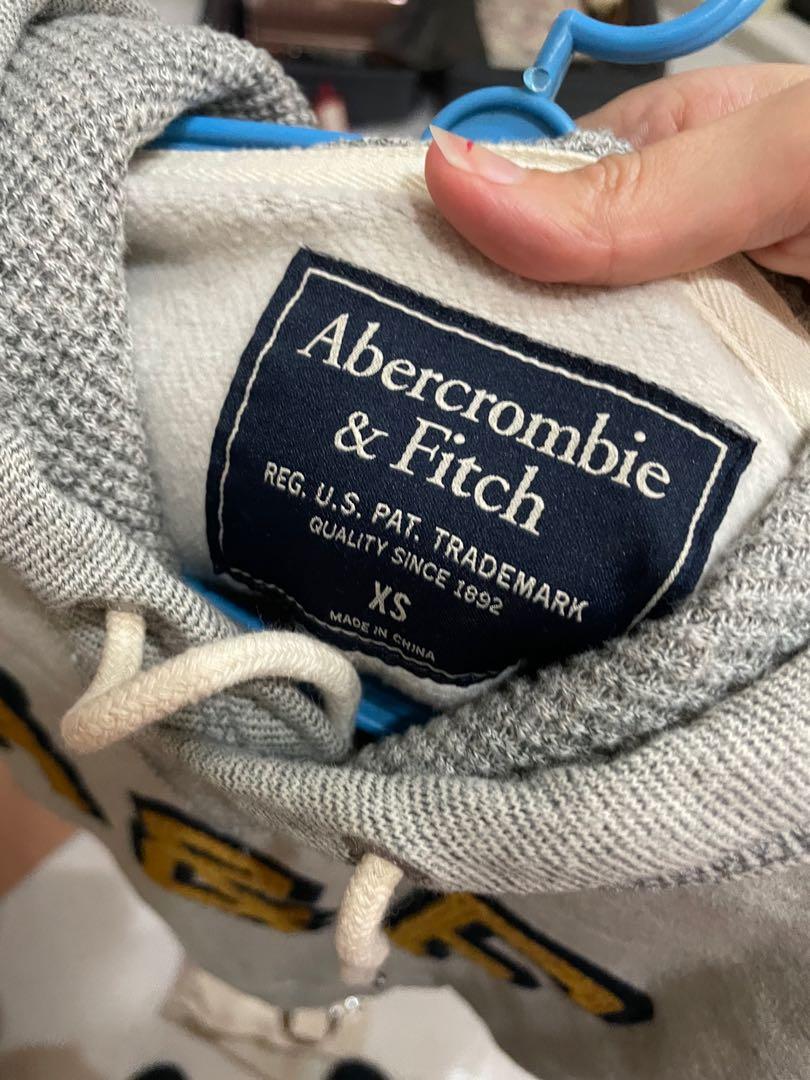 Abercrombie
& Fitch
REG. U.S. PAT. TRADEMARK
QUALITY SINCE 1892
XS
MADE IN CHINA